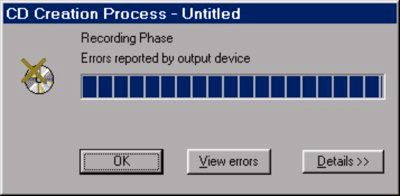 CD Creation Process - Untitled
Recording Phase
Errors reported by output device
OK
View errors
Details >>